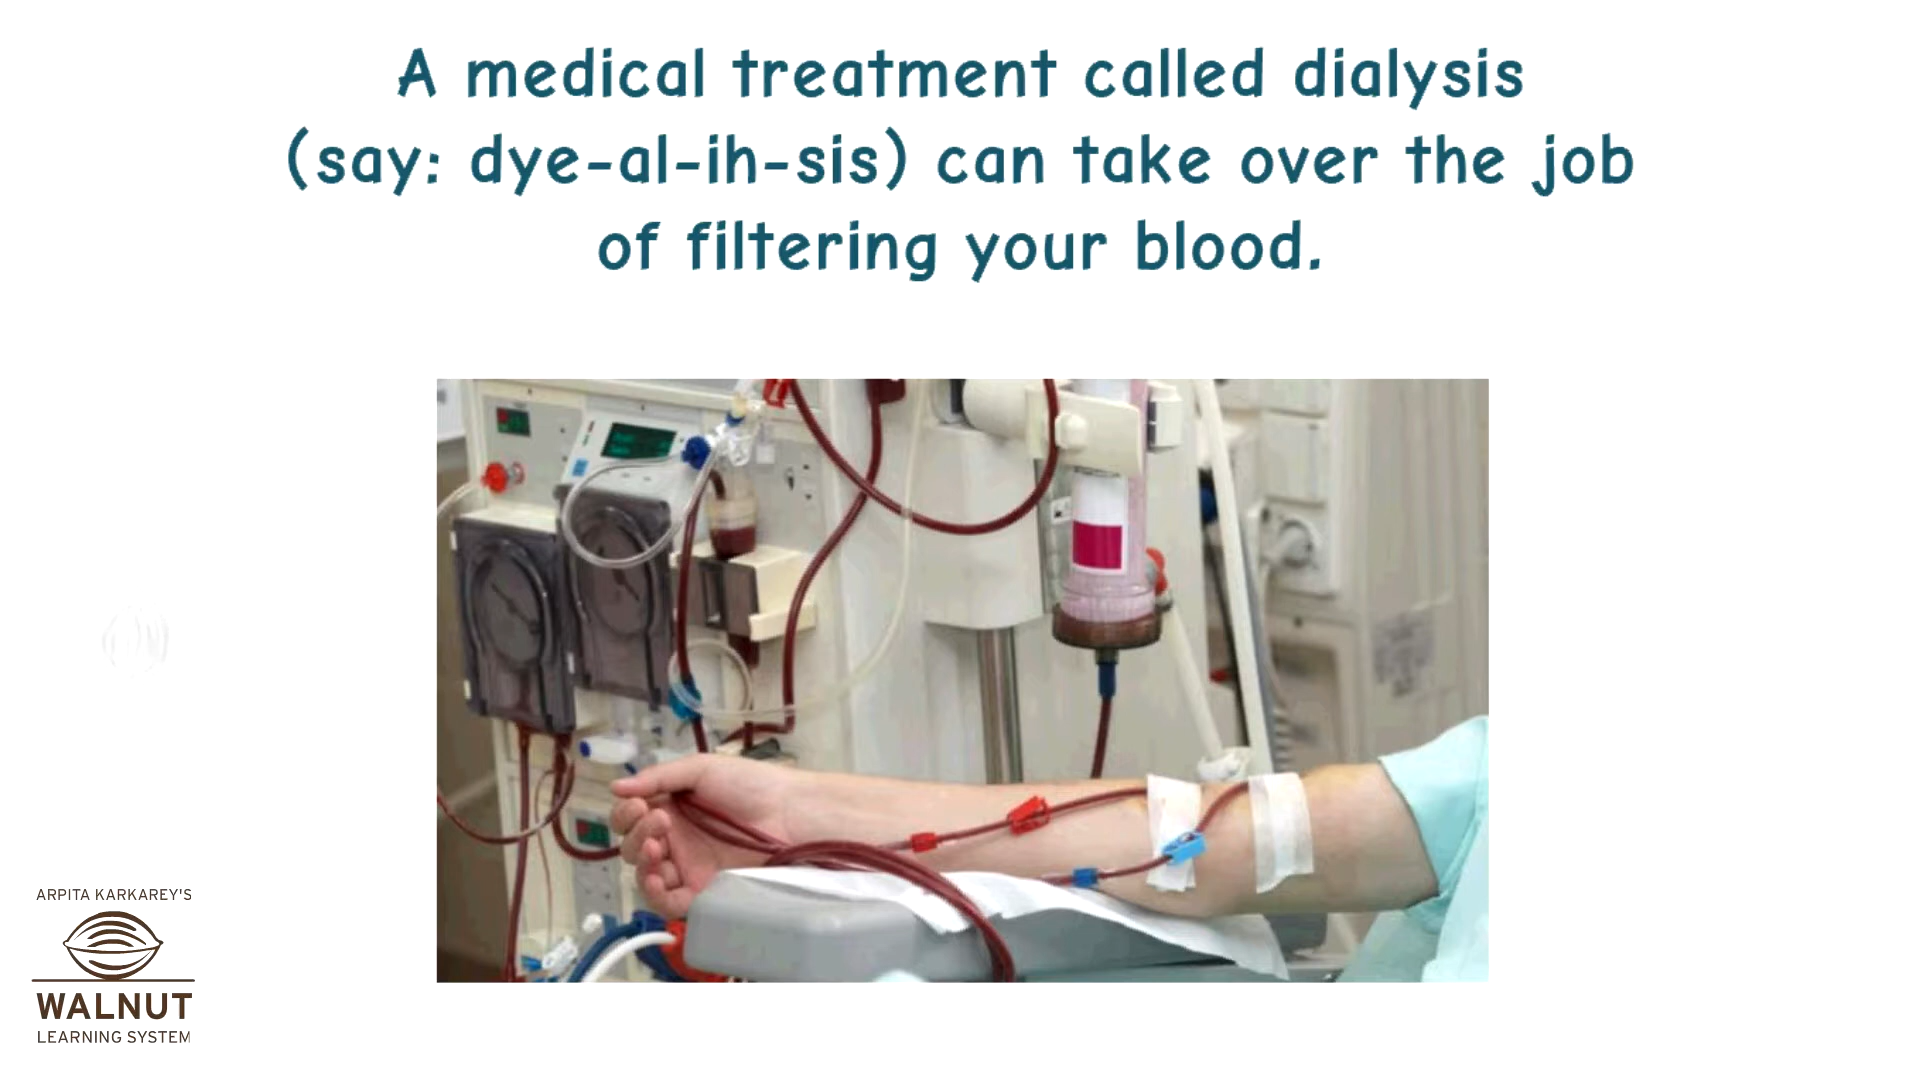 A medical treatment called dialysis
(say: dye-al-ih-sis) can take over the job
of filtering your blood.
ARPITA KARKAREY'S
WALNUT
LEARNING SYSTEM